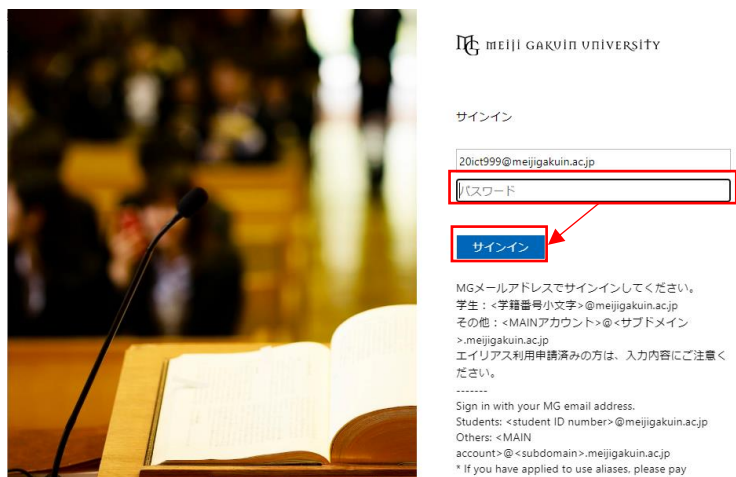 MG MEIJI GAKUIN UNIVERSITY
サインイン
20ict999@meijigakuin.ac.jp
パスワード
サインイン
MGメールアドレスでサインインしてください。
学生：<学籍番号小文字>@meijigakuin.ac.jp
その他：<MAINアカウント>@<サブドメイン
>.meijigakuin.ac.jp
エイリアス利用申請済みの方は、入力内容にご注意く
ださい。
-------
Sign in with your MG email address.
Students: <student ID number>@meijigakuin.ac.jp
Others: <MAIN
account>@<subdomain>.meijigakuin.ac.jp
* If you have applied to use aliases, please pay